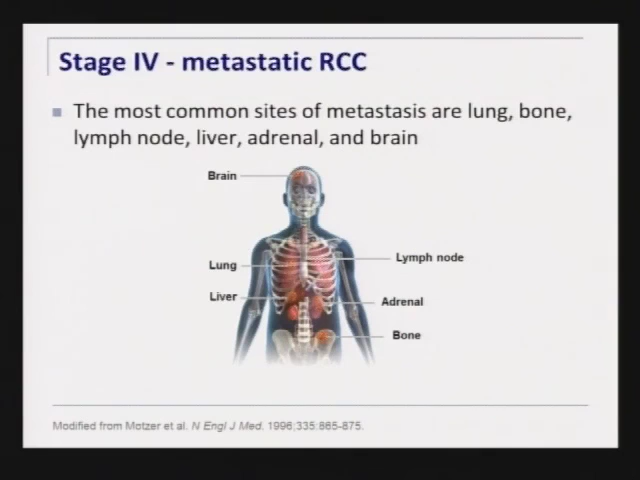 Stage IV - metastatic RCC
The most common sites of metastasis are lung, bone,
lymph node, liver, adrenal, and brain
Brain
Lung
Lymph node
Liver
Adrenal
Bone
Modified from Motzer et al. N Engl J Med. 1996;335:865-875.